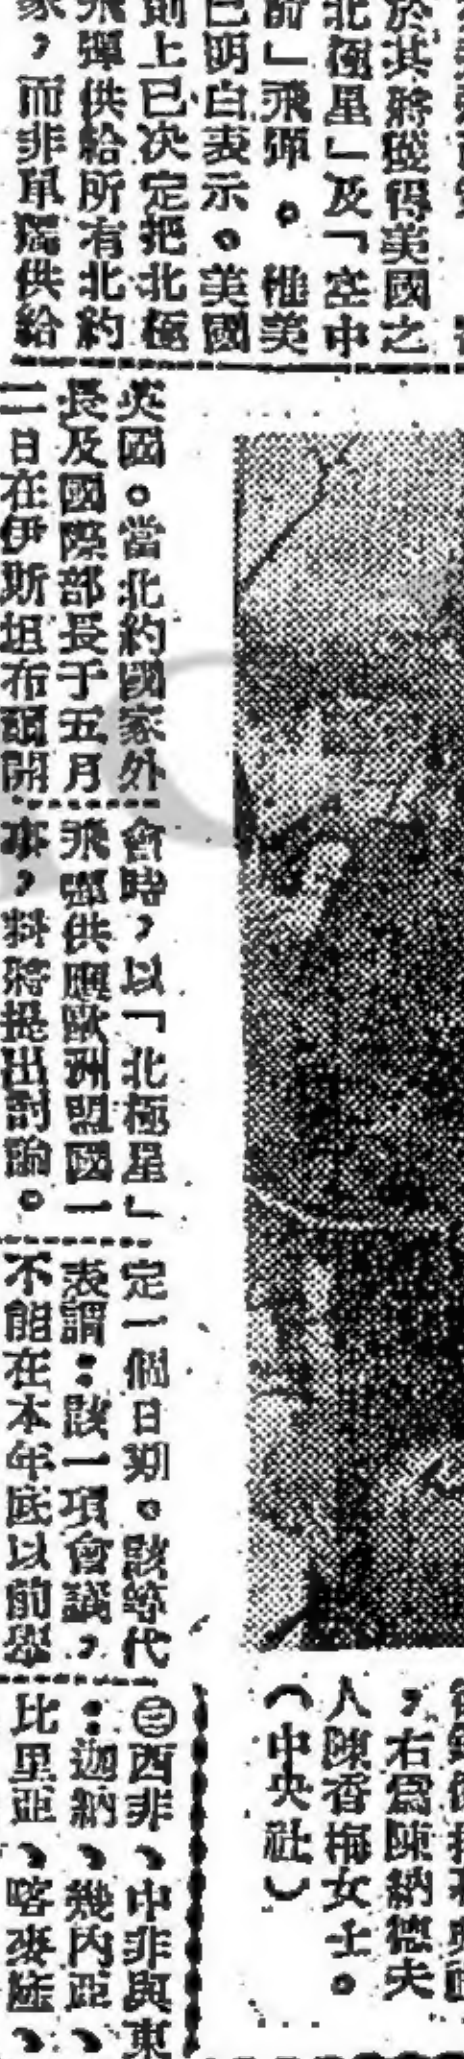 於其將獲得美國之
北極星」及「空中
」飛彈。惟美
已明白表示。美國
則上已决定把北極
飛彈供給所有北約
家，而非單獨供給
英國。當北約國家外
長及國際部長于五月
二日在伊斯坦布爾開
會時，以「北極星」
飛彈供應歐洲盟國一
事，料將提出討論。
定一個日期。該等代
表謂：該一項會議，
不能在本年底以前舉
，右為陳納德夫
人陳香梅女士。
（中央社）
㊂西非、中非與東
：迦納、幾內亞、
比里亞、喀麥隆、